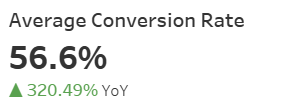 Average Conversion Rate
56.6%
▲ 320.49% YoY